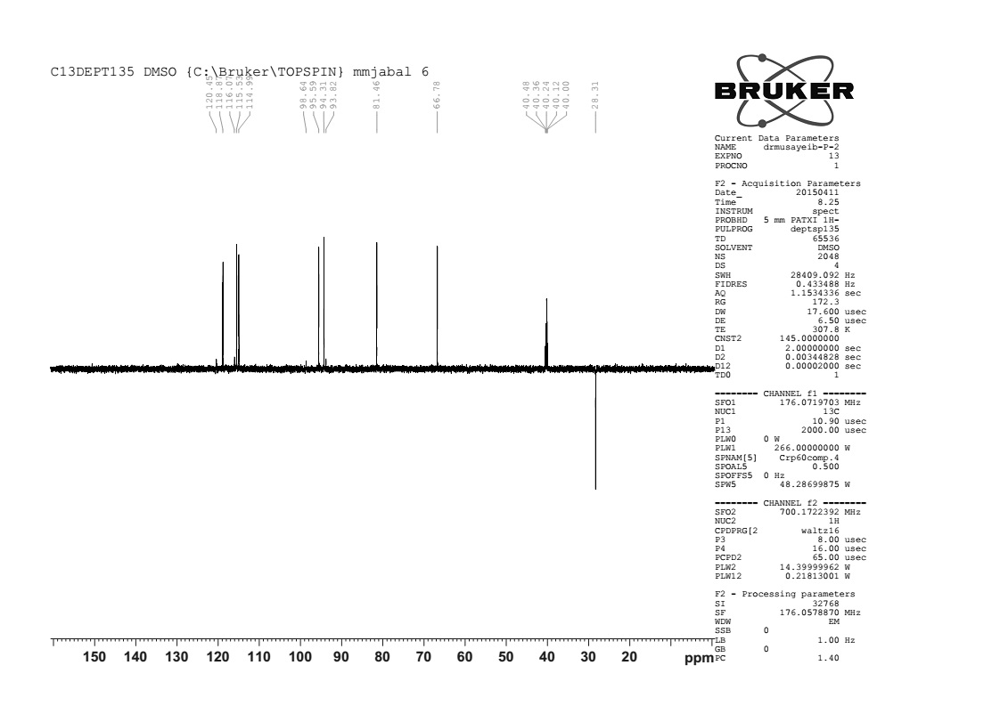 C13DEPT135 DMSO {C:\Bruker\TOPSPIN} mmjabal 6
120.45
118.87
116.07
115.53
114.99
98.64
95.59
94.31
93.82
81.46
66.78
40.48
40.36
40.24
40.12
40.00
28.31
BRUKER
Current Data Parameters
NAME drmusayeib-P-2
EXPNO 13
PROCNO 1
F2 - Acquisition Parameters
Date_ 20150411
Time 8.25
INSTRUM spect
PROBHD 5 mm PATXI 1H-
PULPROG deptsp135
TD 65536
SOLVENT DMSO
NS 2048
DS 4
SWH 28409.092 Hz
FIDRES 0.433488 Hz
AQ 1.1534336 sec
RG 172.3
DW 17.600 usec
DE 6.50 usec
TE 307.8 K
CNST2 145.0000000
D1 2.00000000 sec
D2 0.00344828 sec
D12 0.00002000 sec
TD0 1
======== CHANNEL f1 ========
SFO1 176.0719703 MHz
NUC1 13C
P1 10.90 usec
P13 2000.00 usec
PLW0 0 W
PLW1 266.00000000 W
SPNAM[5] Crp60comp.4
SPOAL5 0.500
SPOFFS5 0 Hz
SPW5 48.28699875 W
======== CHANNEL f2 ========
SFO2 700.1722392 MHz
NUC2 1H
CPDPRG[2 waltz16
P3 8.00 usec
P4 16.00 usec
PCPD2 65.00 usec
PLW2 14.39999962 W
PLW12 0.21813001 W
F2 - Processing parameters
SI 32768
SF 176.0578870 MHz
WDW EM
SSB 0
LB 1.00 Hz
GB 0
PC 1.40
150 140 130 120 110 100 90 80 70 60 50 40 30 20 ppm